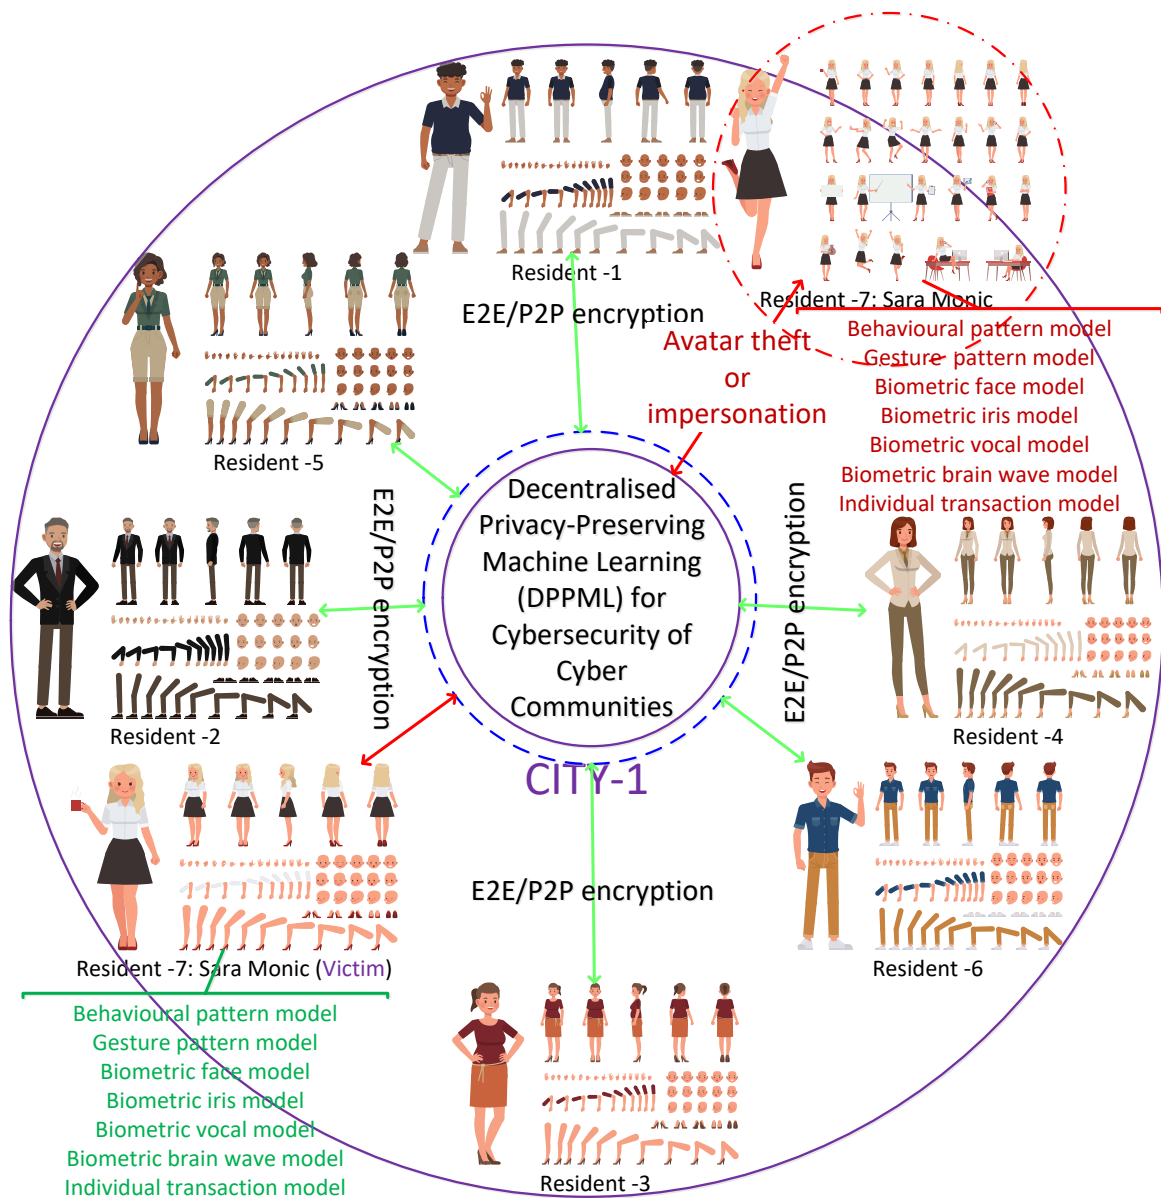 Resident -1
E2E/P2P encryption
Resident -7: Sara Monic
Avatar theft
or
impersonation
Behavioural pattern model
Gesture pattern model
Biometric face model
Biometric iris model
Biometric vocal model
Biometric brain wave model
Individual transaction model
Resident -5
E2E/P2P encryption
Decentralised
Privacy-Preserving
Machine Learning
(DPPML) for
Cybersecurity of
Cyber
Communities
E2E/P2P encryption
Resident -2
Resident -4
CITY-1
E2E/P2P encryption
Resident -7: Sara Monic (Victim)
Resident -6
Behavioural pattern model
Gesture pattern model
Biometric face model
Biometric iris model
Biometric vocal model
Biometric brain wave model
Individual transaction model
Resident -3